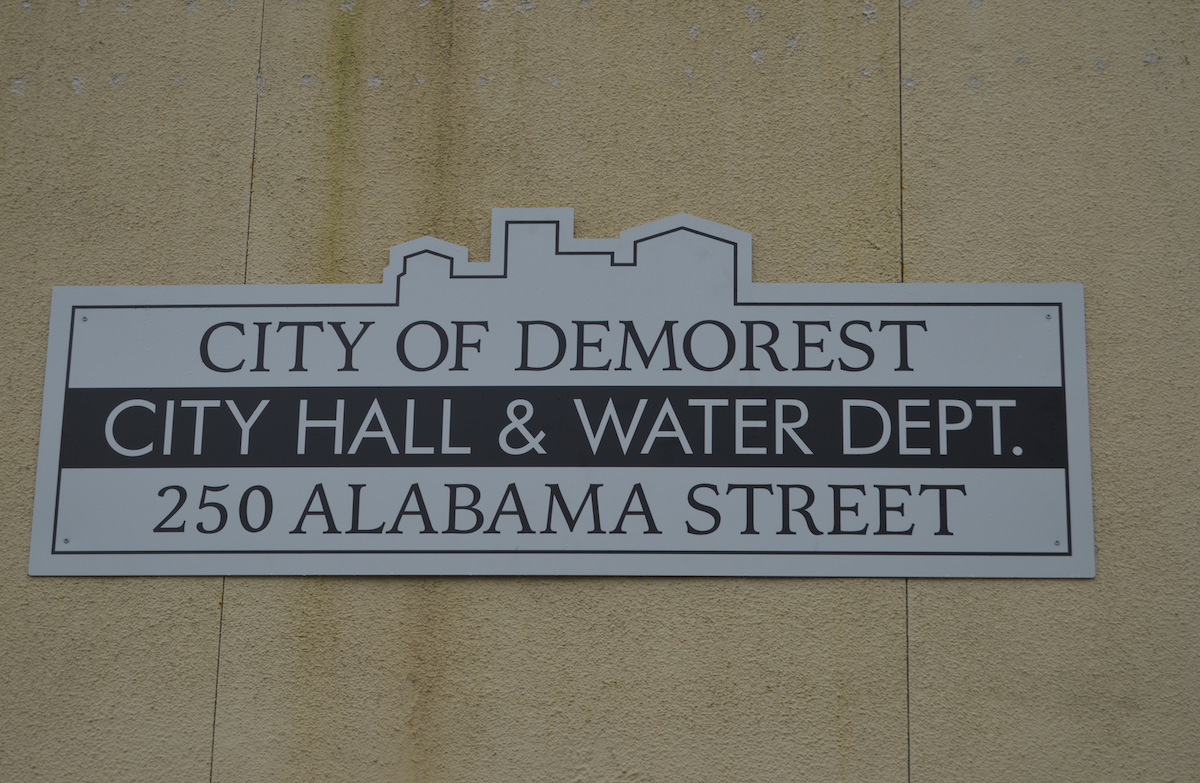 CITY OF DEMOREST
CITY HALL & WATER DEPT.
250 ALABAMA STREET